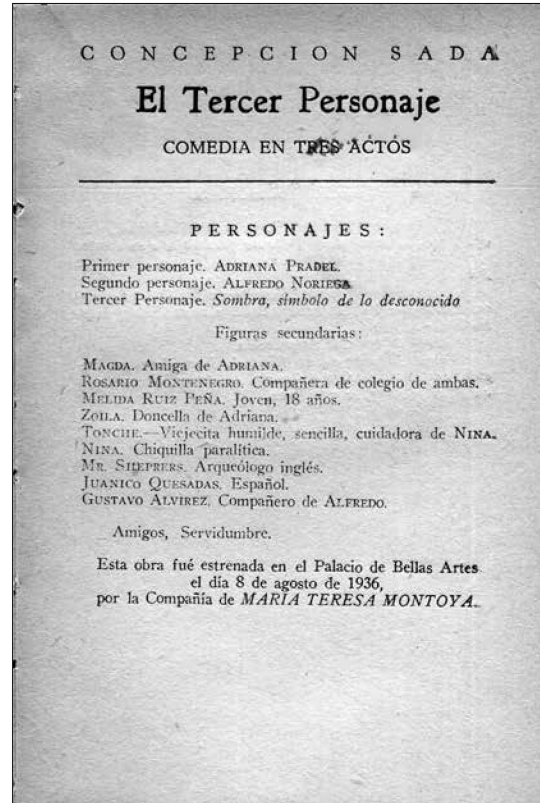 CONCEPCION SADA
El Tercer Personaje
COMEDIA EN TRES ACTOS
PERSONAJES:
Primer personaje. ADRIANA PRADEL.
Segundo personaje. ALFREDO NORIEGA
Tercer Personaje. Sombra, símbolo de lo desconocido
Figuras secundarias:
MAGDA. Amiga de ADRIANA.
ROSARIO MONTENEGRO. Compañera de colegio de ambas.
MELIDA RUIZ PEÑA. Joven, 18 años.
ZOILA. Doncella de Adriana.
TONCHE.—Viejecita humilde, sencilla, cuidadora de NINA.
NINA. Chiquilla paralítica.
MR. SHEPRERS. Arqueólogo inglés.
JUANICO QUESADAS. Español.
GUSTAVO ALVIREZ. Compañero de ALFREDO.
Amigos, Servidumbre.
Esta obra fué estrenada en el Palacio de Bellas Artes
el día 8 de agosto de 1936,
por la Compañía de MARIA TERESA MONTOYA.